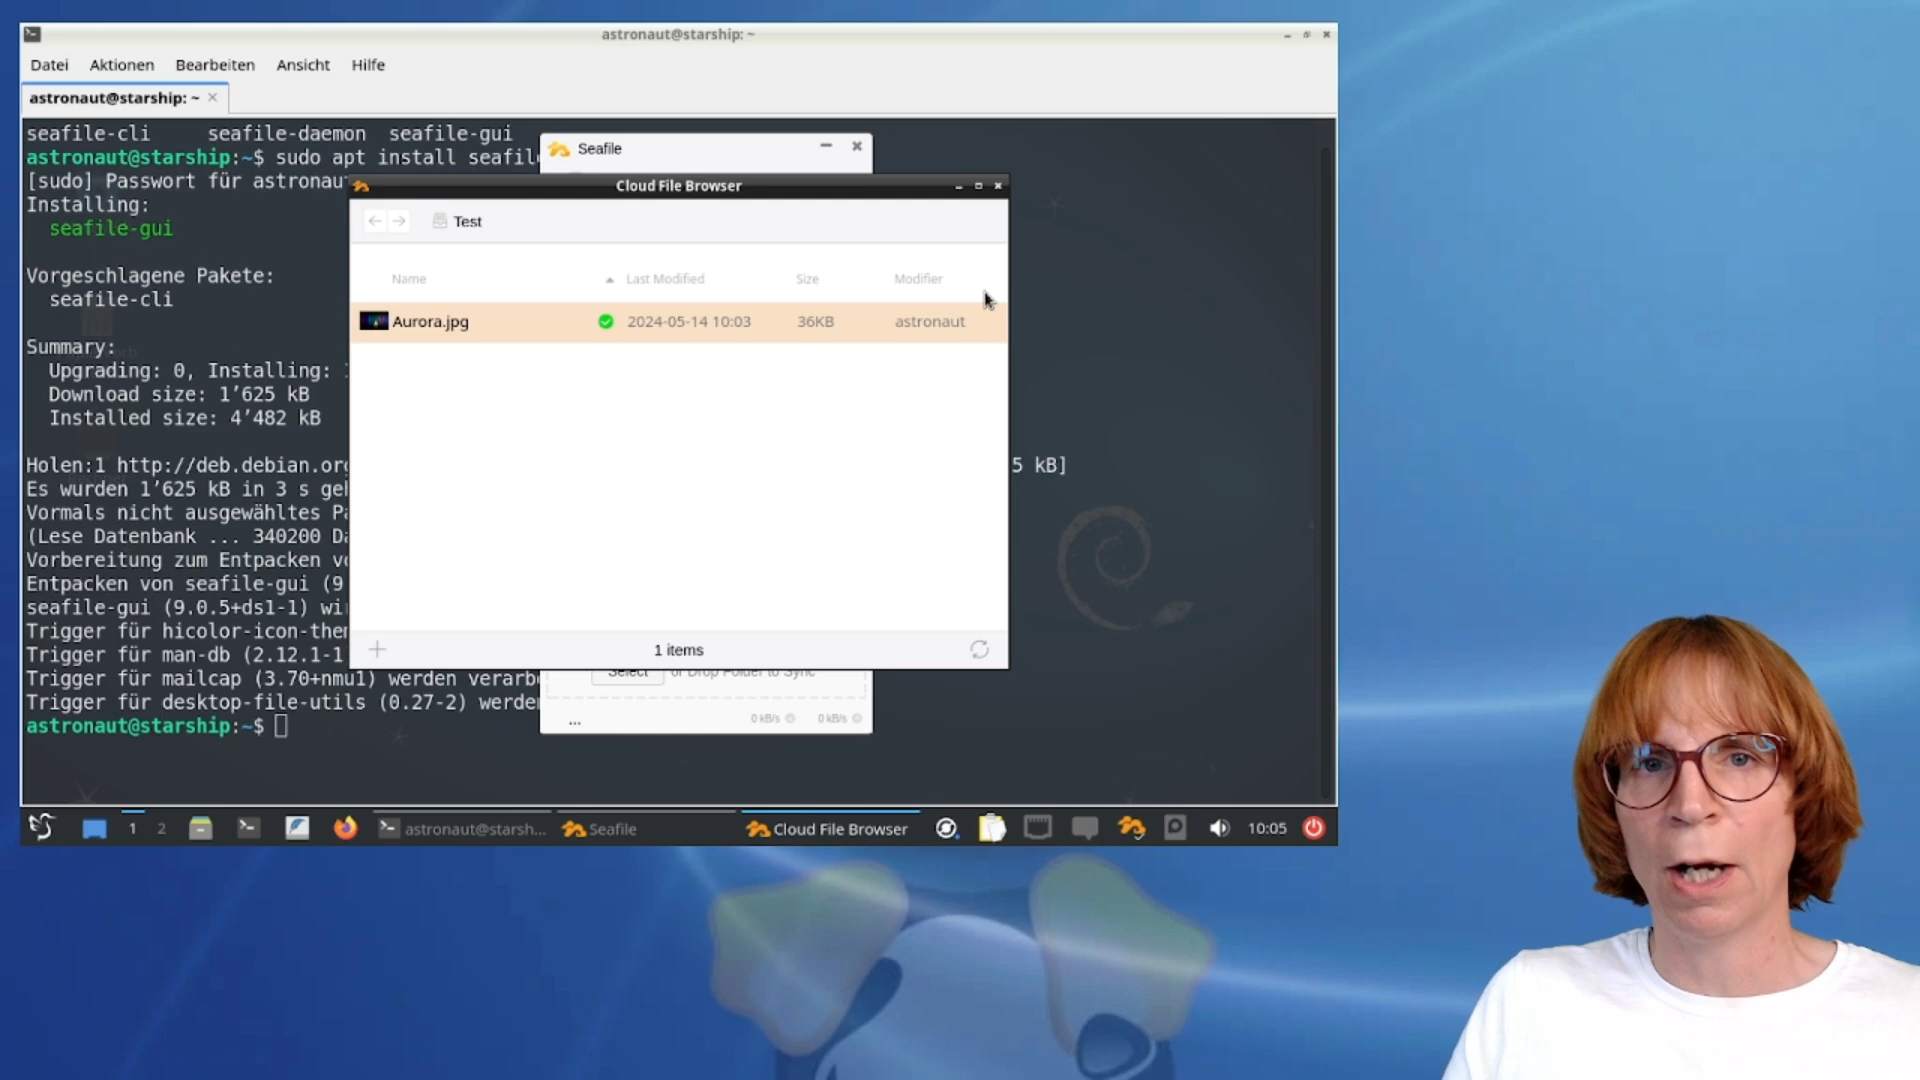 astronaut@starship: ~
Datei Aktionen Bearbeiten Ansicht Hilfe
astronaut@starship: ~
seafile-cli seafile-daemon seafile-gui
astronaut@starship:~$ sudo apt install seafil
[sudo] Passwort für astronau
Installing:
seafile-gui
Vorgeschlagene Pakete:
seafile-cli
Summary:
Upgrading: 0, Installing:
Download size: 1’625 kB
Installed size: 4’482 kB
Holen:1 http://deb.debian.or
5 kB]
Es wurden 1’625 kB in 3 s ge
Vormals nicht ausgewähltes P
(Lese Datenbank ... 340200 D
Vorbereitung zum Entpacken v
Entpacken von seafile-gui (9
seafile-gui (9.0.5+ds1-1) wi
Trigger für hicolor-icon-the
Trigger für man-db (2.12.1-1
Trigger für mailcap (3.70+nmu1) werden verarb
Trigger für desktop-file-utils (0.27-2) werde
astronaut@starship:~$
Seafile
Cloud File Browser
Test
Name Last Modified Size Modifier
Aurora.jpg 2024-05-14 10:03 36KB astronaut
1 items
Select or Drop Folder to Sync
... 0 kB/s 0 kB/s
1 2 astronaut@starsh... Seafile Cloud File Browser 10:05